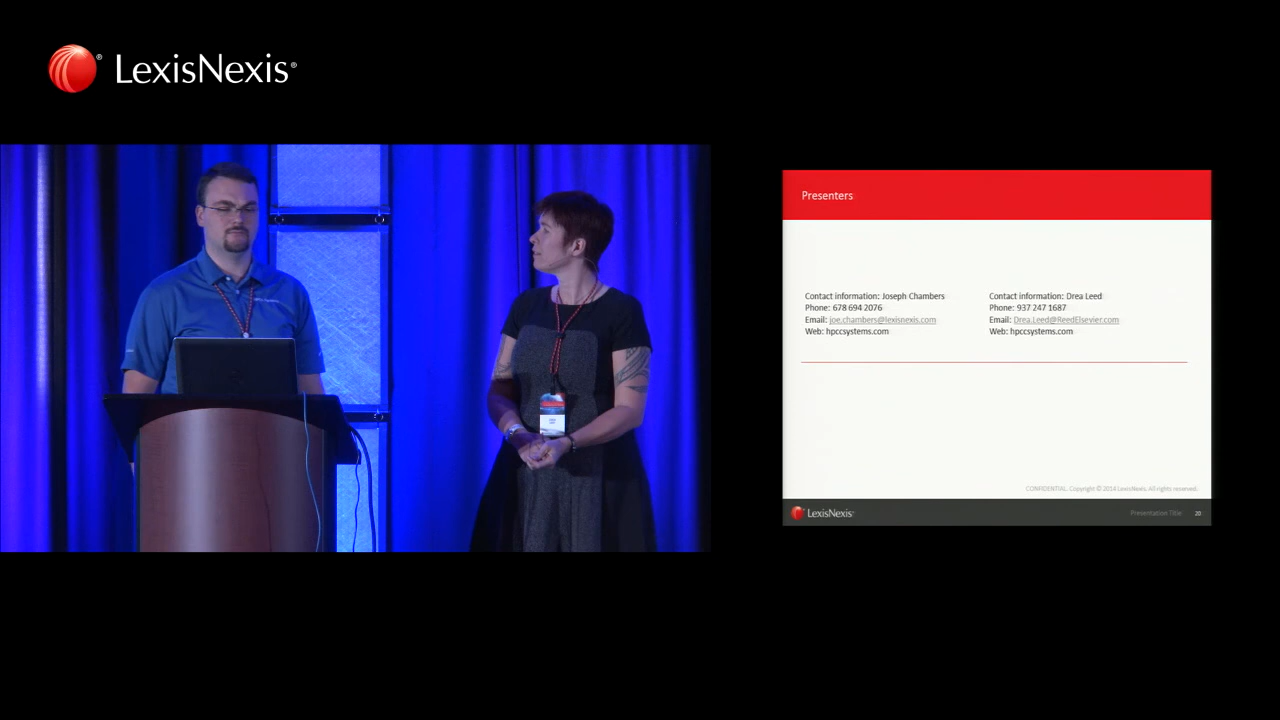 LexisNexis®
Presenters
Contact information: Joseph Chambers
Phone: 678 694 2076
Email: joe.chambers@lexisnexis.com
Web: hpccsystems.com
Contact information: Drea Leed
Phone: 937 247 1687
Email: Drea.Leed@ReedElsevier.com
Web: hpccsystems.com
CONFIDENTIAL. Copyright © 2014 LexisNexis. All rights reserved.
LexisNexis®
Presentation Title 20